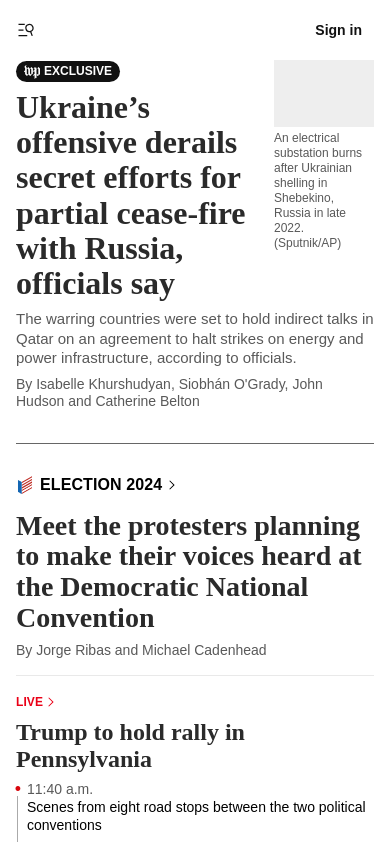 Sign in
wp EXCLUSIVE
Ukraine’s
offensive derails
secret efforts for
partial cease-fire
with Russia,
officials say
An electrical
substation burns
after Ukrainian
shelling in
Shebekino,
Russia in late
2022.
(Sputnik/AP)
The warring countries were set to hold indirect talks in
Qatar on an agreement to halt strikes on energy and
power infrastructure, according to officials.
By Isabelle Khurshudyan, Siobhán O'Grady, John
Hudson and Catherine Belton
ELECTION 2024
Meet the protesters planning
to make their voices heard at
the Democratic National
Convention
By Jorge Ribas and Michael Cadenhead
LIVE
Trump to hold rally in
Pennsylvania
11:40 a.m.
Scenes from eight road stops between the two political
conventions